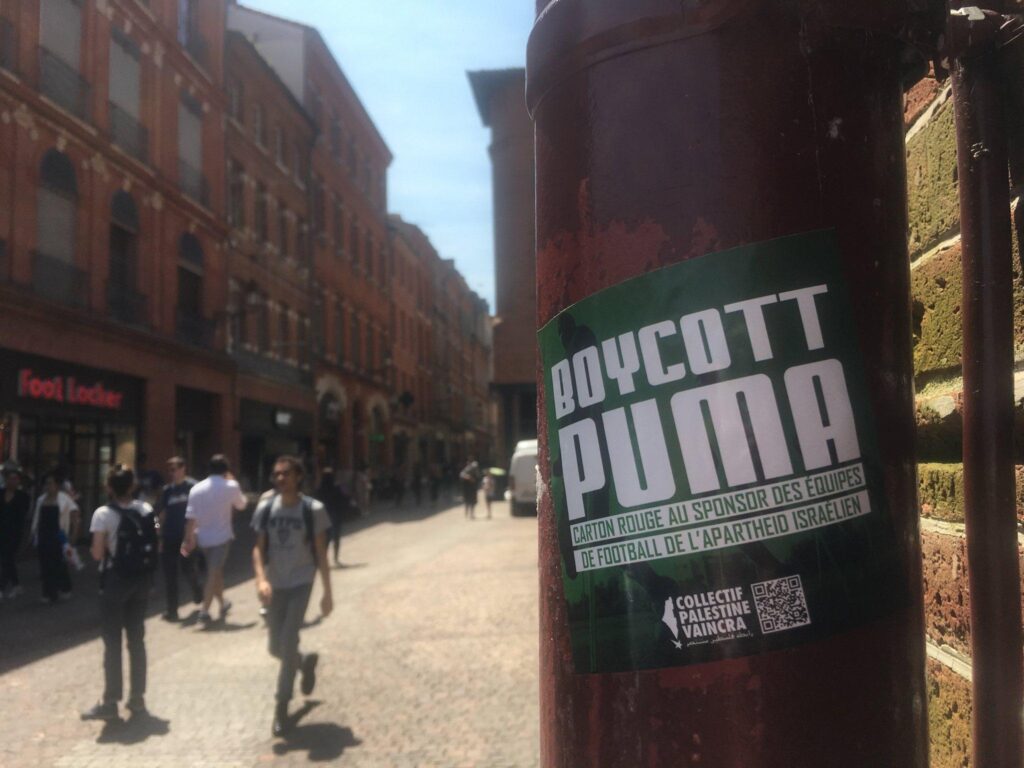 Foot Locker
BOYCOTT
PUMA
CARTON ROUGE AU SPONSOR DES ÉQUIPES
DE FOOTBALL DE L'APARTHEID ISRAÉLIEN
COLLECTIF
PALESTINE
VAINCRA